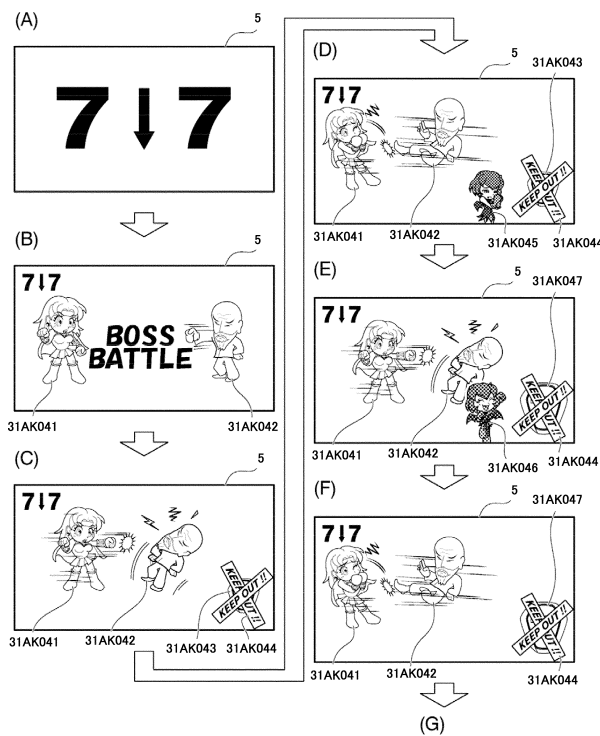 (A)
5
7↓7
(B)
5
7↓7
BOSS
BATTLE
31AK041
31AK042
(C)
5
7↓7
KEEP OUT!!
KEEP OUT!!
31AK041
31AK042
31AK043
31AK044
(D)
5
31AK043
7↓7
KEEP OUT!!
KEEP OUT!!
31AK041
31AK042
31AK045
31AK044
(E)
5
31AK047
7↓7
KEEP OUT!!
KEEP OUT!!
31AK041
31AK042
31AK046
31AK044
(F)
5
31AK047
7↓7
KEEP OUT!!
KEEP OUT!!
31AK041
31AK042
31AK044
(G)